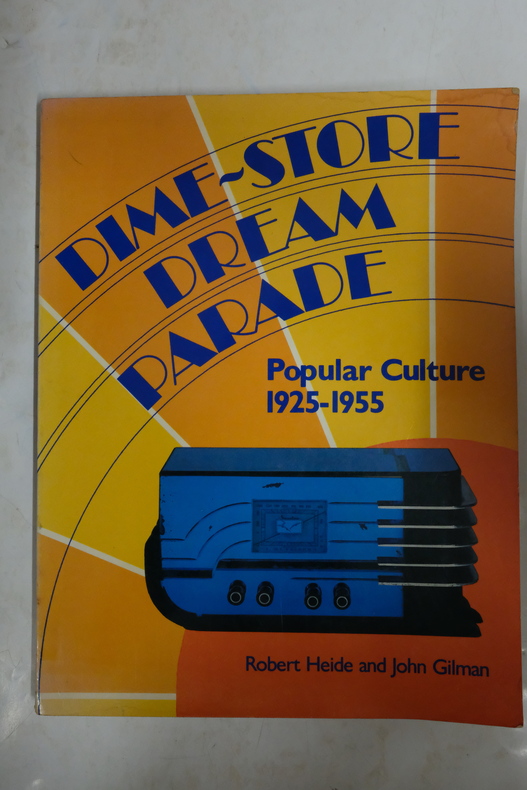 DIME~STORE
DREAM
PARADE
Popular Culture
1925-1955
Robert Heide and John Gilman